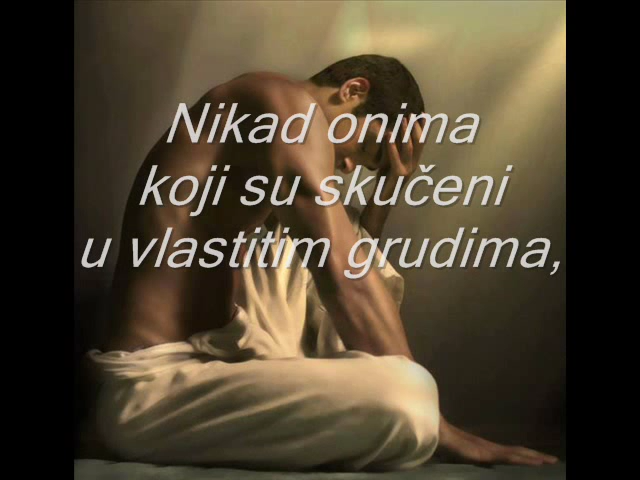 Nikad onima
koji su skučeni
u vlastitim grudima,